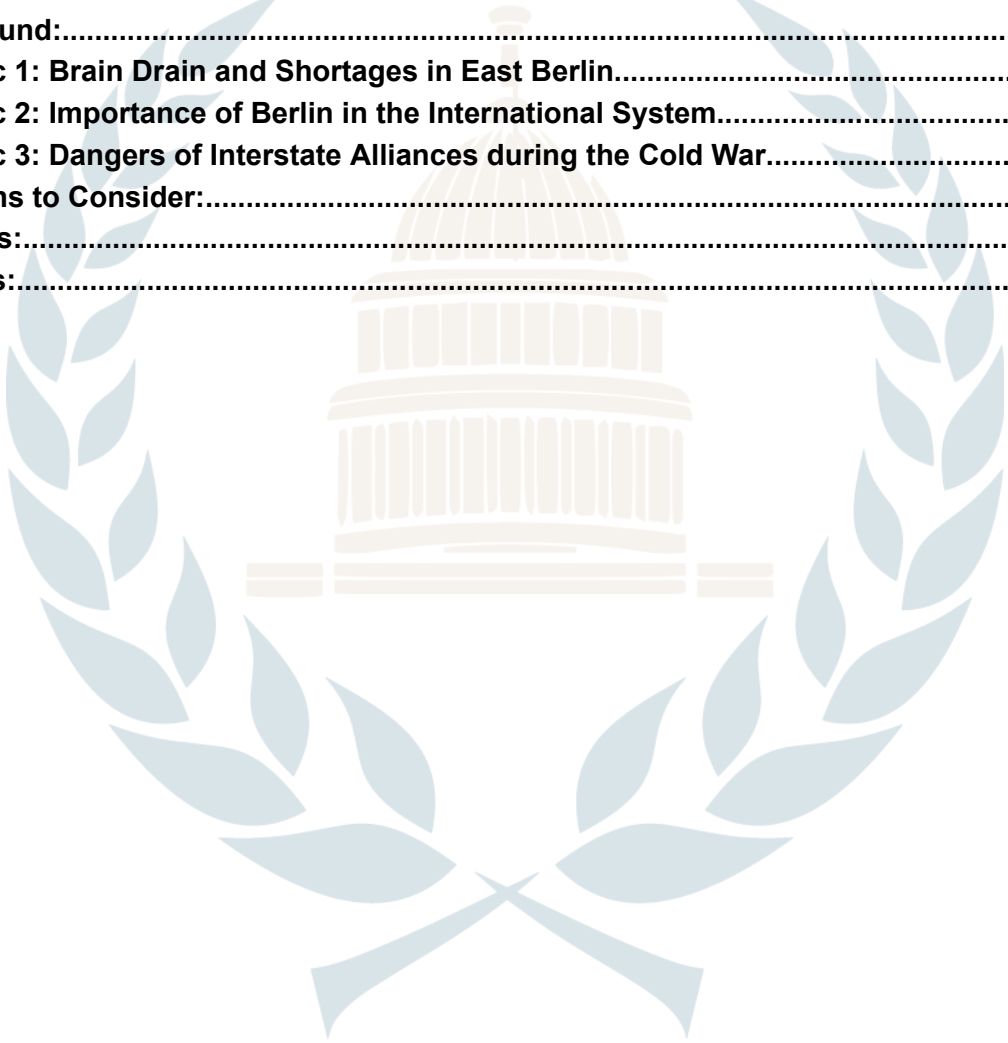 und:
c 1: Brain Drain and Shortages in East Berlin
c 2: Importance of Berlin in the International System
c 3: Dangers of Interstate Alliances during the Cold War
ns to Consider:
s:
s: